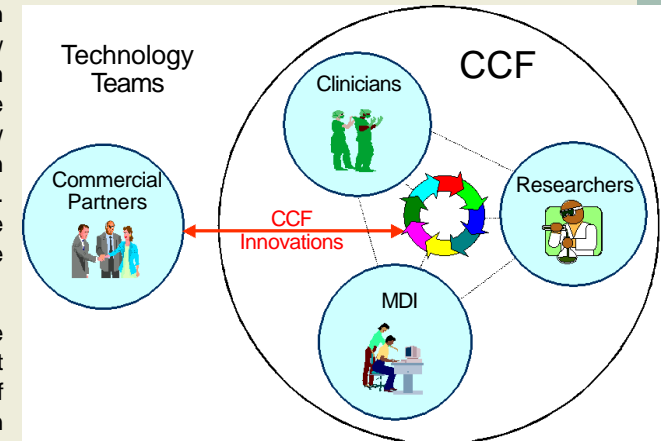 Technology
Teams
CCF
Clinicians
Commercial
Partners
CCF
Innovations
Researchers
MDI